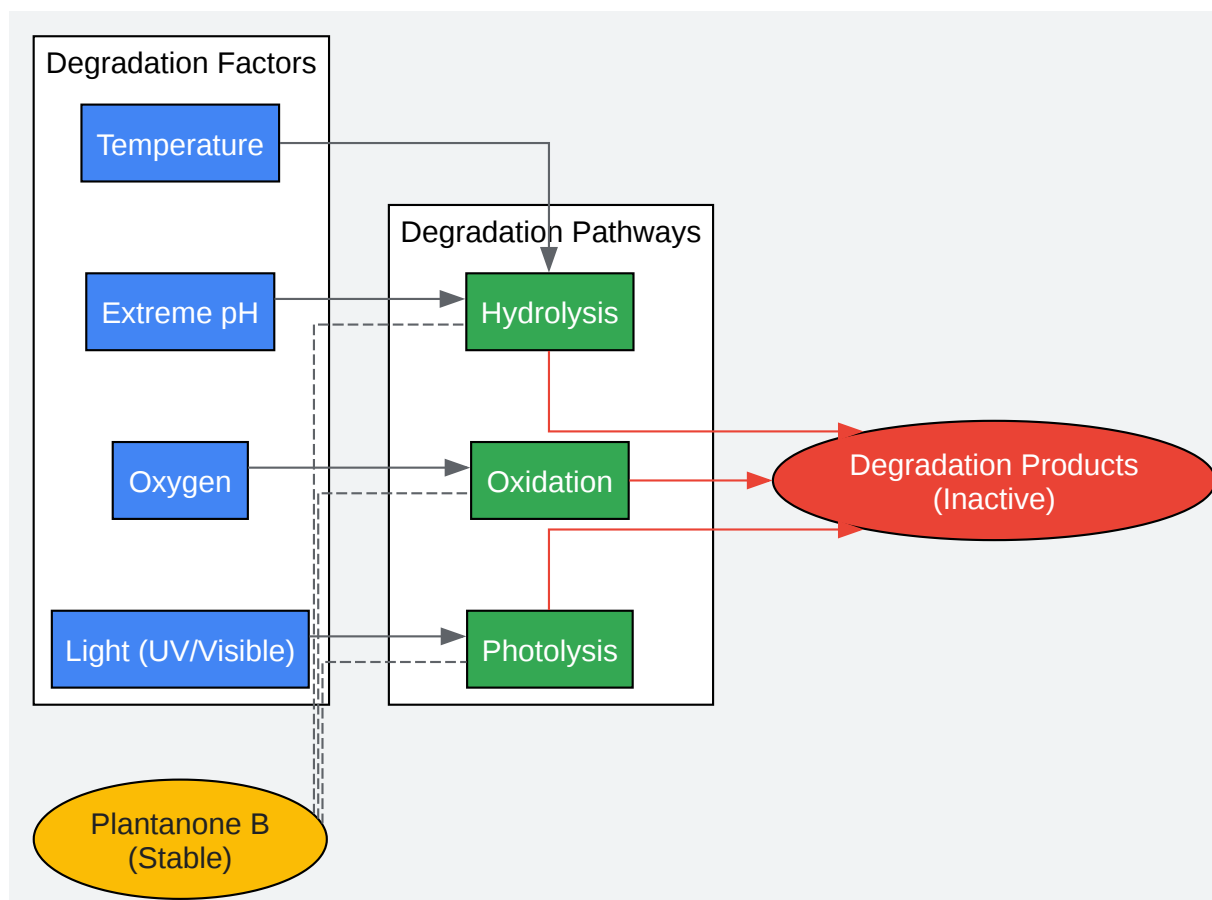 Degradation Factors
Temperature
Extreme pH
Oxygen
Light (UV/Visible)
Degradation Pathways
Hydrolysis
Oxidation
Photolysis
Degradation Products
(Inactive)
Plantanone B
(Stable)